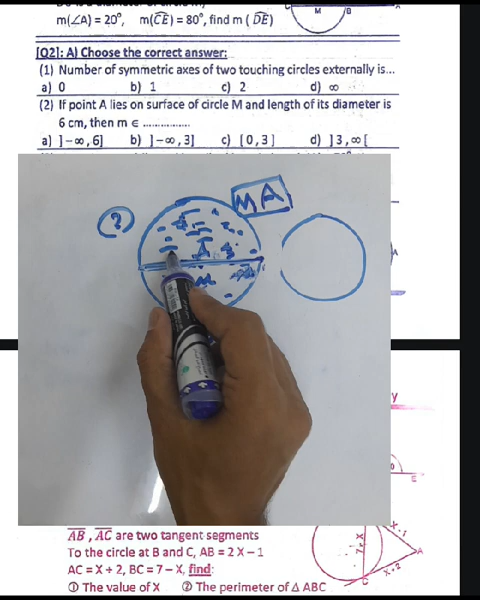 m(∠A) = 20°, m(C͡E) = 80°, find m (D͡E)
M
B
[Q2]: A) Choose the correct answer:
(1) Number of symmetric axes of two touching circles externally is...
a) 0 b) 1 c) 2 d) ∞
(2) If point A lies on surface of circle M and length of its diameter is
6 cm, then m ∈ ...............
a) ]−∞, 6] b) ]−∞, 3] c) [0, 3] d) ]3, ∞[
MA
2
A
M
A
y
E
AB, AC are two tangent segments
To the circle at B and C, AB = 2 X − 1
AC = X + 2, BC = 7 − X, find:
① The value of X ② The perimeter of Δ ABC
7-X
X+2
A
C